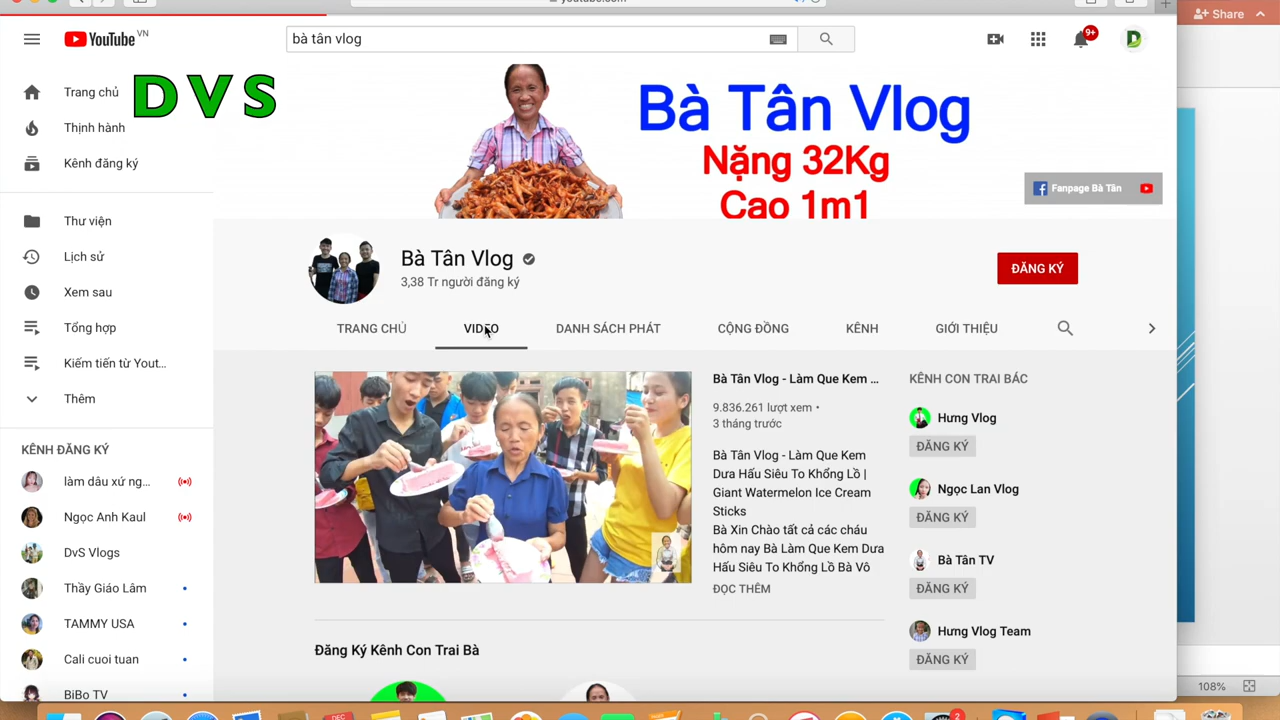 youtube.com
Share
YouTube VN
bà tân vlog
9+
D
Trang chủ
DVS
Thịnh hành
Kênh đăng ký
Thư viện
Lịch sử
Xem sau
Tổng hợp
Kiếm tiến từ Yout...
Thêm
KÊNH ĐĂNG KÝ
làm dâu xứ ng...
Ngọc Anh Kaul
DvS Vlogs
Thầy Giáo Lâm
TAMMY USA
Cali cuoi tuan
BiBo TV
Bà Tân Vlog
Nặng 32Kg
Cao 1m1
Fanpage Bà Tân
Bà Tân Vlog
3,38 Tr người đăng ký
ĐĂNG KÝ
TRANG CHỦ
VIDEO
DANH SÁCH PHÁT
CỘNG ĐỒNG
KÊNH
GIỚI THIỆU
Bà Tân Vlog - Làm Que Kem ...
9.836.261 lượt xem •
3 tháng trước
Bà Tân Vlog - Làm Que Kem
Dưa Hấu Siêu To Khổng Lồ |
Giant Watermelon Ice Cream
Sticks
Bà Xin Chào tất cả các cháu
hôm nay Bà Làm Que Kem Dưa
Hấu Siêu To Khổng Lồ Bà Vô
ĐỌC THÊM
KÊNH CON TRAI BÁC
Hưng Vlog
ĐĂNG KÝ
Ngọc Lan Vlog
ĐĂNG KÝ
Bà Tân TV
ĐĂNG KÝ
Hưng Vlog Team
ĐĂNG KÝ
Đăng Ký Kênh Con Trai Bà
108%
DEC
2